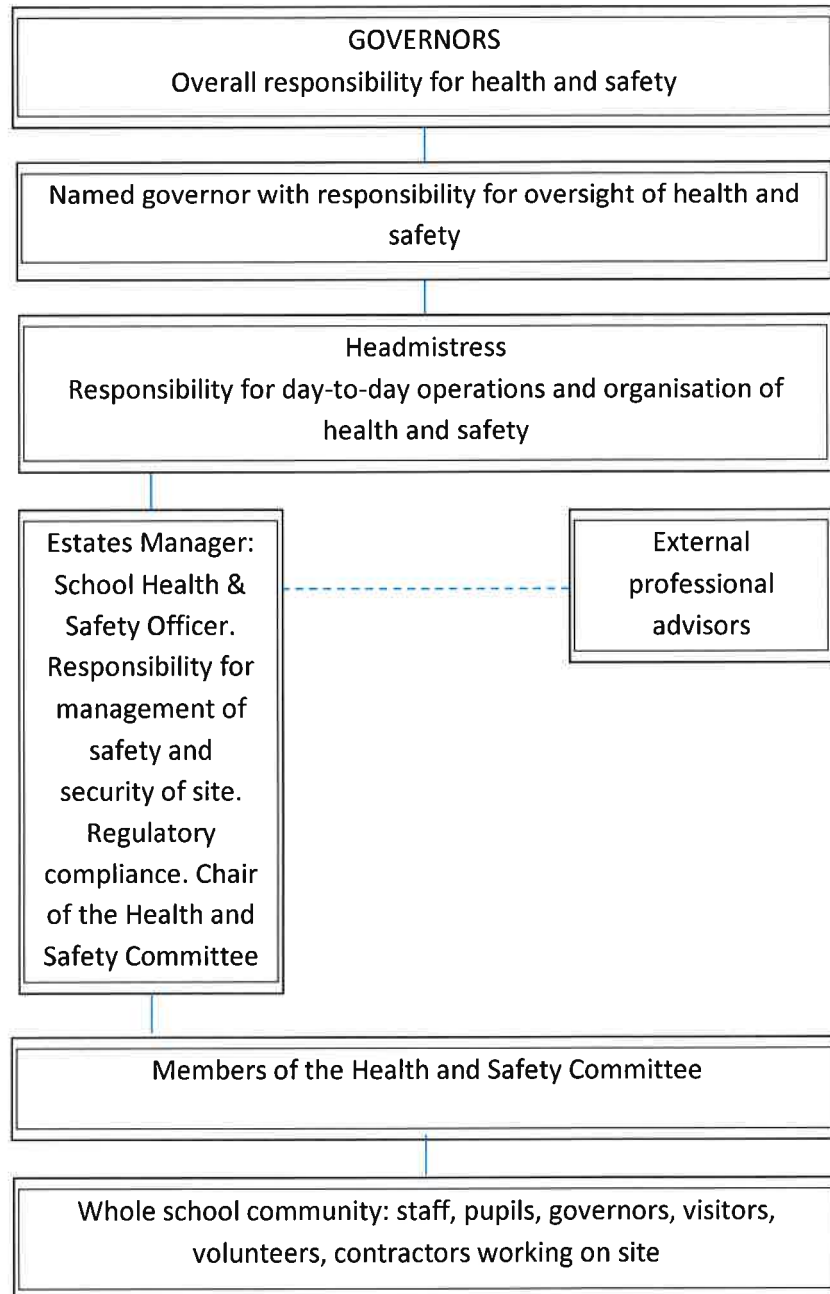 GOVERNORS
Overall responsibility for health and safety
Named governor with responsibility for oversight of health and
safety
Headmistress
Responsibility for day-to-day operations and organisation of
health and safety
Estates Manager:
School Health &
Safety Officer.
Responsibility for
management of
safety and
security of site.
Regulatory
compliance. Chair
of the Health and
Safety Committee
External
professional
advisors
Members of the Health and Safety Committee
Whole school community: staff, pupils, governors, visitors,
volunteers, contractors working on site